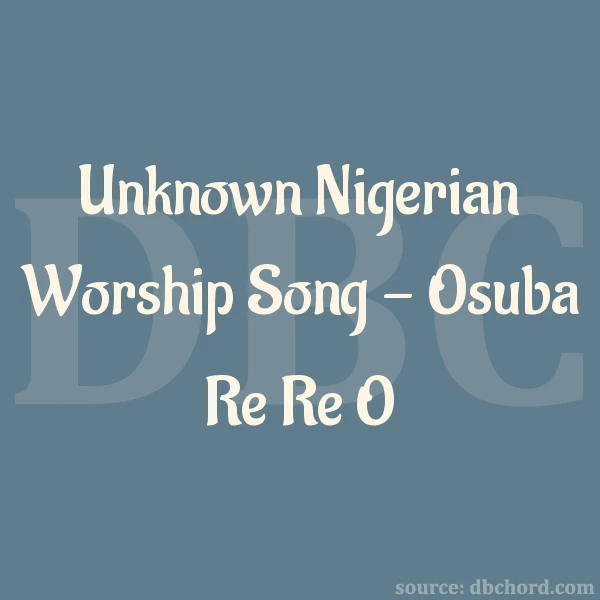 DBC
Unknown Nigerian
Worship Song – Osuba
Re Re O
source: dbchord.com